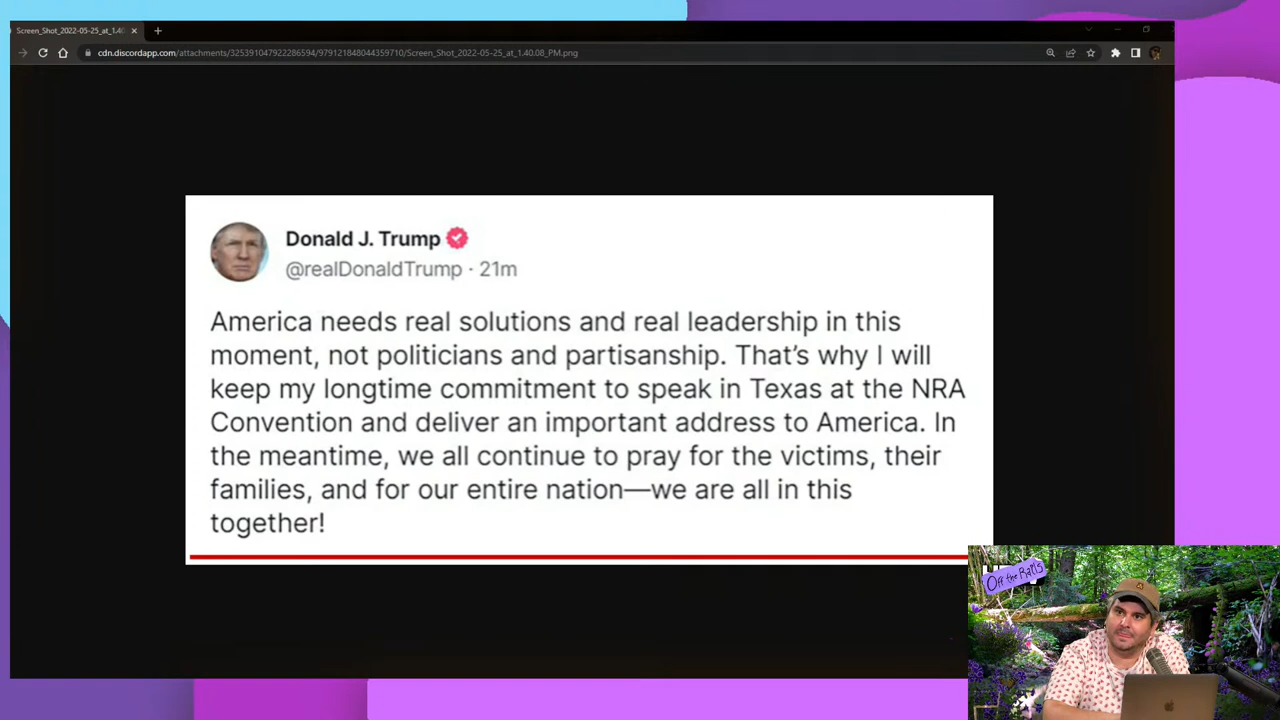 Screen_Shot_2022-05-25_at_1.40
cdn.discordapp.com/attachments/325391047922286594/979121848044359710/Screen_Shot_2022-05-25_at_1.40.08_PM.png
Donald J. Trump
@realDonaldTrump · 21m
America needs real solutions and real leadership in this
moment, not politicians and partisanship. That's why I will
keep my longtime commitment to speak in Texas at the NRA
Convention and deliver an important address to America. In
the meantime, we all continue to pray for the victims, their
families, and for our entire nation—we are all in this
together!
Off the Rails